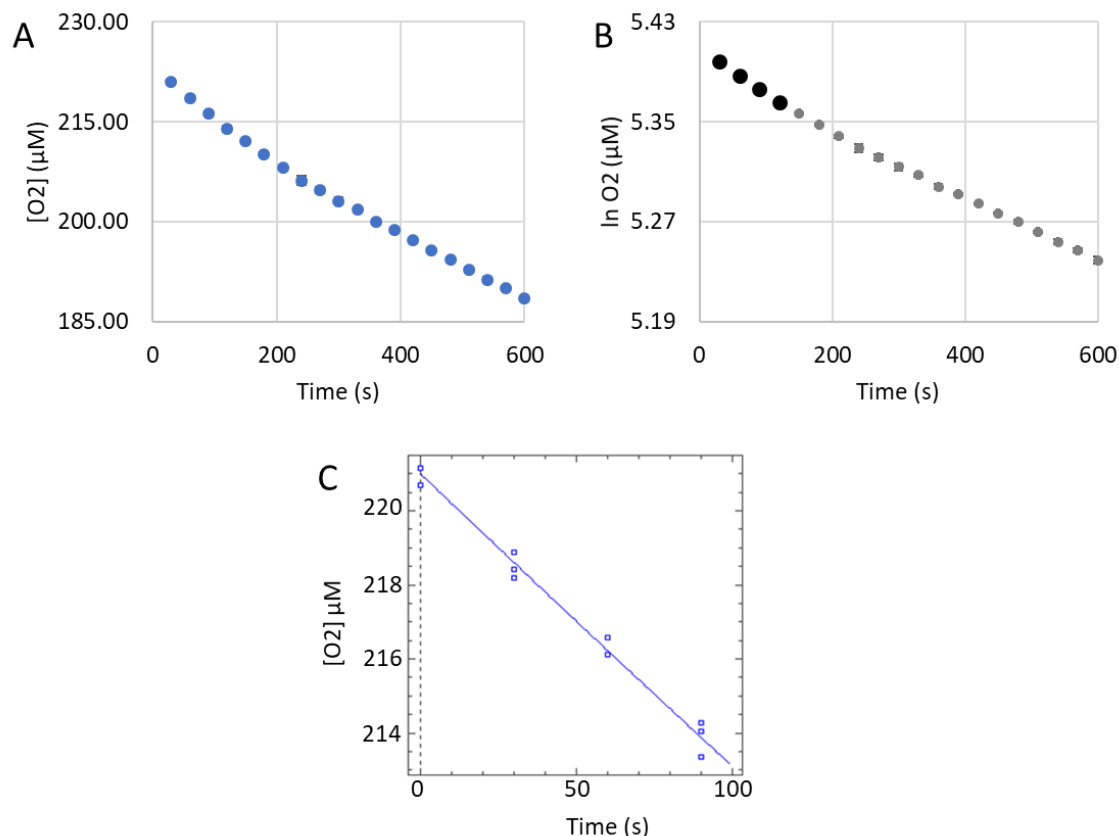 A
[O2] (µM)
230.00
215.00
200.00
185.00
0 200 400 600
Time (s)
B
ln O2 (µM)
5.43
5.35
5.27
5.19
0 200 400 600
Time (s)
C
[O2] µM
220
218
216
214
0 50 100
Time (s)